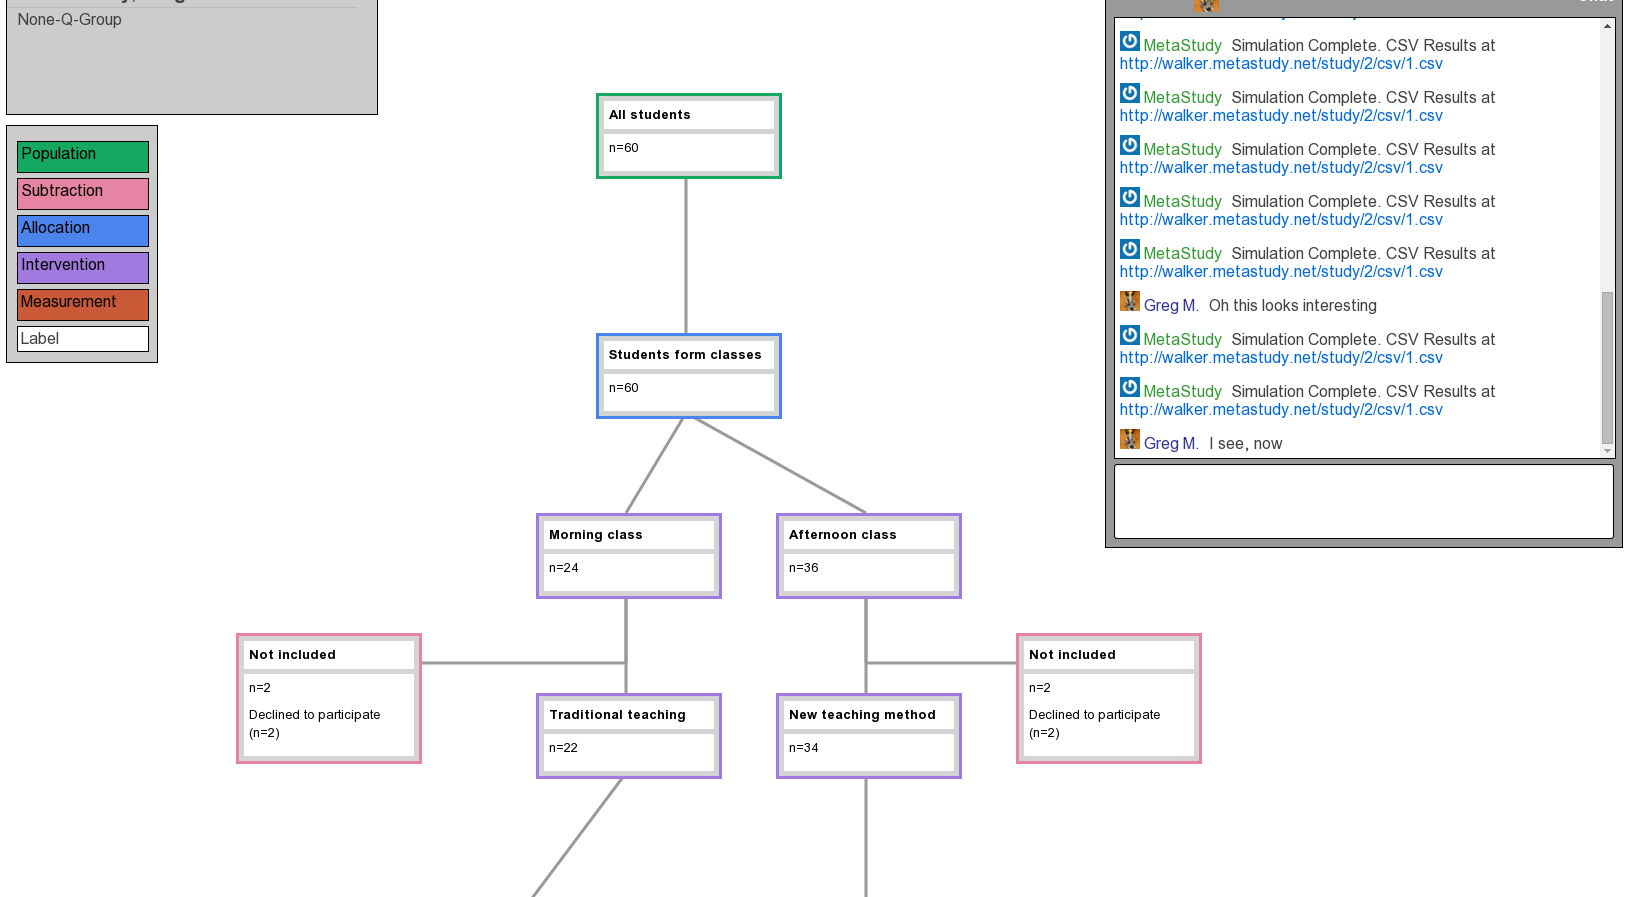 None-Q-Group
Population
Subtraction
Allocation
Intervention
Measurement
Label
All students
n=60
Students form classes
n=60
Morning class
n=24
Afternoon class
n=36
Not included
n=2
Declined to participate
(n=2)
Traditional teaching
n=22
New teaching method
n=34
Not included
n=2
Declined to participate
(n=2)
MetaStudy Simulation Complete. CSV Results at
http://walker.metastudy.net/study/2/csv/1.csv
MetaStudy Simulation Complete. CSV Results at
http://walker.metastudy.net/study/2/csv/1.csv
MetaStudy Simulation Complete. CSV Results at
http://walker.metastudy.net/study/2/csv/1.csv
MetaStudy Simulation Complete. CSV Results at
http://walker.metastudy.net/study/2/csv/1.csv
MetaStudy Simulation Complete. CSV Results at
http://walker.metastudy.net/study/2/csv/1.csv
Greg M. Oh this looks interesting
MetaStudy Simulation Complete. CSV Results at
http://walker.metastudy.net/study/2/csv/1.csv
MetaStudy Simulation Complete. CSV Results at
http://walker.metastudy.net/study/2/csv/1.csv
Greg M. I see, now